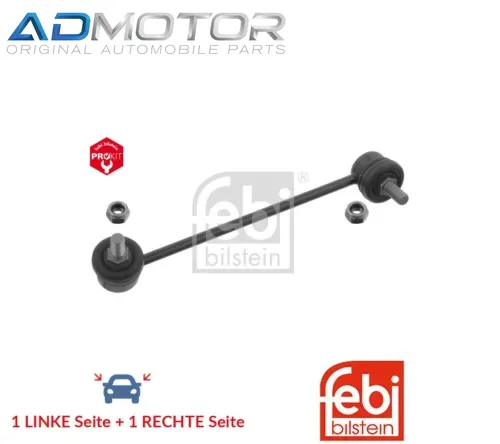 ADMOTOR
ORIGINAL AUTOMOBILE PARTS
PROKIT
febi
bilstein
®
1 LINKE Seite + 1 RECHTE Seite
febi
bilstein